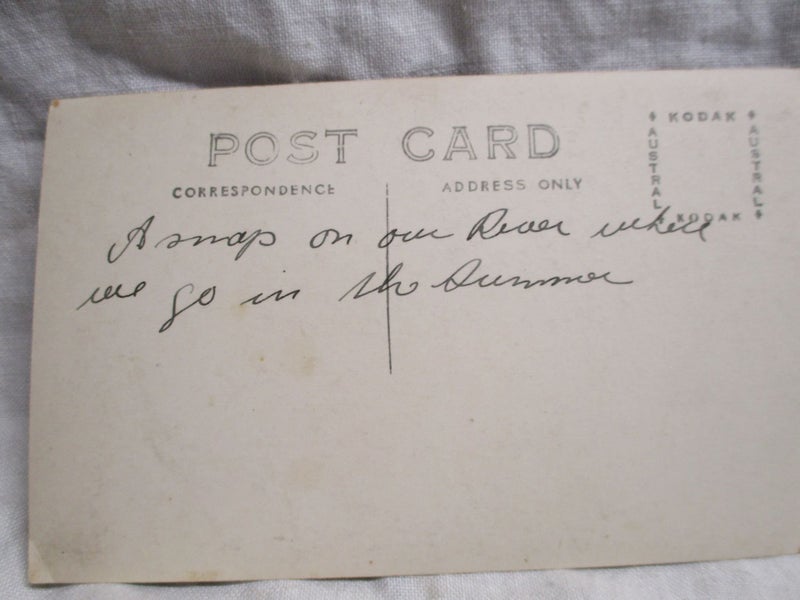 POST CARD
CORRESPONDENCE
ADDRESS ONLY
KODAK
AUSTRAL
AUSTRAL
KODAK
A snap on our River where
we go in the Summer